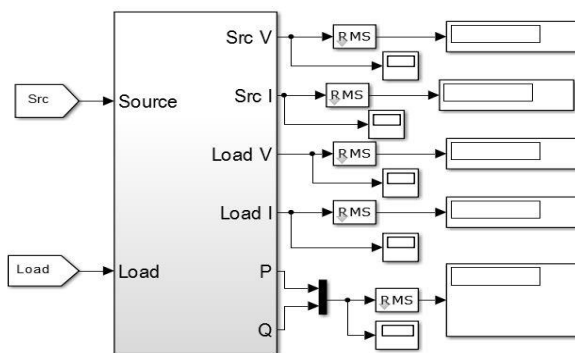 Src V
RMS
Src
Source
Src I
RMS
Load V
RMS
Load I
RMS
Load
Load
P
RMS
Q